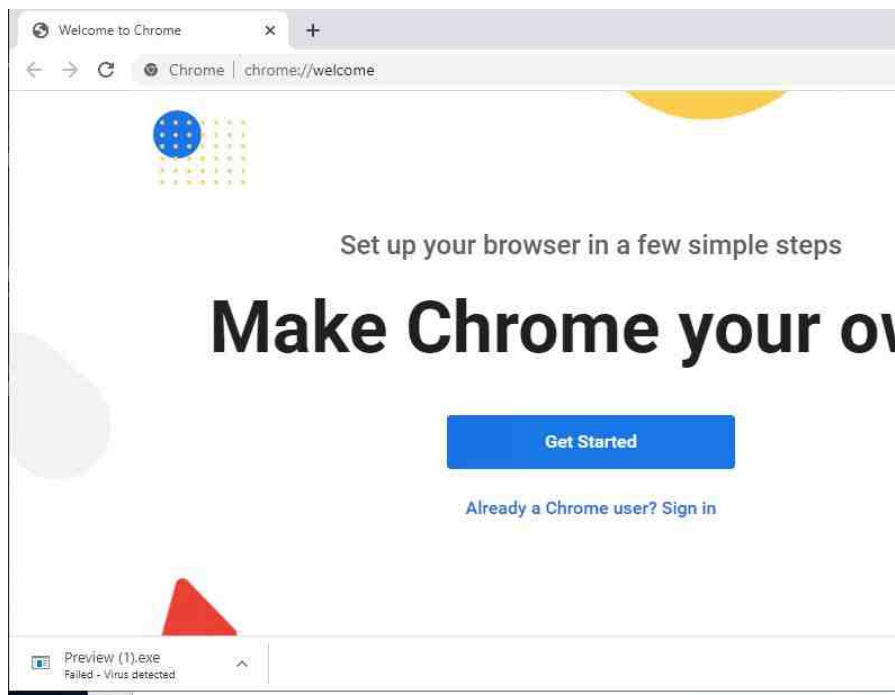 Welcome to Chrome
Chrome | chrome://welcome
Set up your browser in a few simple steps
Make Chrome your ow
Get Started
Already a Chrome user? Sign in
Preview (1).exe
Failed - Virus detected